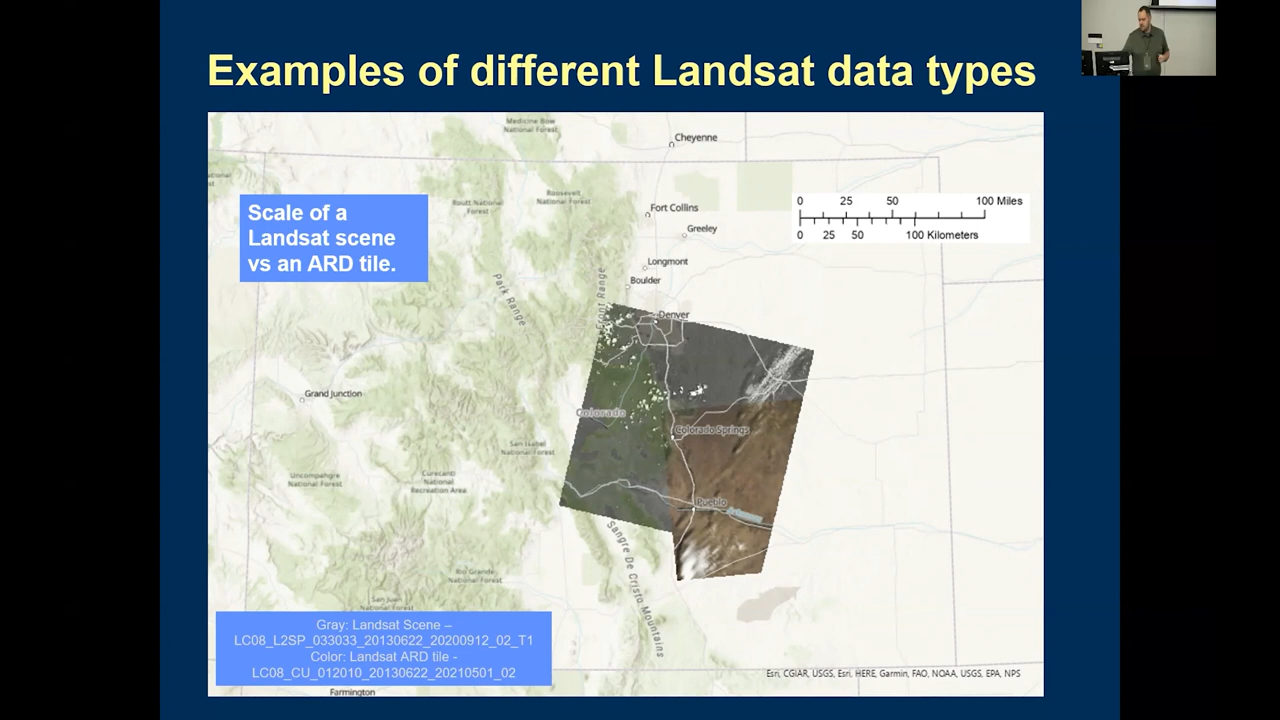 Examples of different Landsat data types
Medicine Bow
National Forest
Cheyenne
Scale of a
Landsat scene
vs an ARD tile.
Routt National
Forest
Roosevelt
National Forest
Fort Collins
Greeley
Longmont
Boulder
0 25 50 100 Miles
0 25 50 100 Kilometers
Park Range
Front Range
Denver
Grand Junction
Colorado
Colorado Springs
San Isabel
National Forest
Uncompahgre
National Forest
Curecanti
National
Recreation Area
Pueblo
Arkansas
Sangre De Cristo Mountains
Rio Grande
National Forest
San Juan
National Forest
Gray: Landsat Scene –
LC08_L2SP_033033_20130622_20200912_02_T1
Color: Landsat ARD tile -
LC08_CU_012010_20130622_20210501_02
Farmington
Esri, CGIAR, USGS, Esri, HERE, Garmin, FAO, NOAA, USGS, EPA, NPS